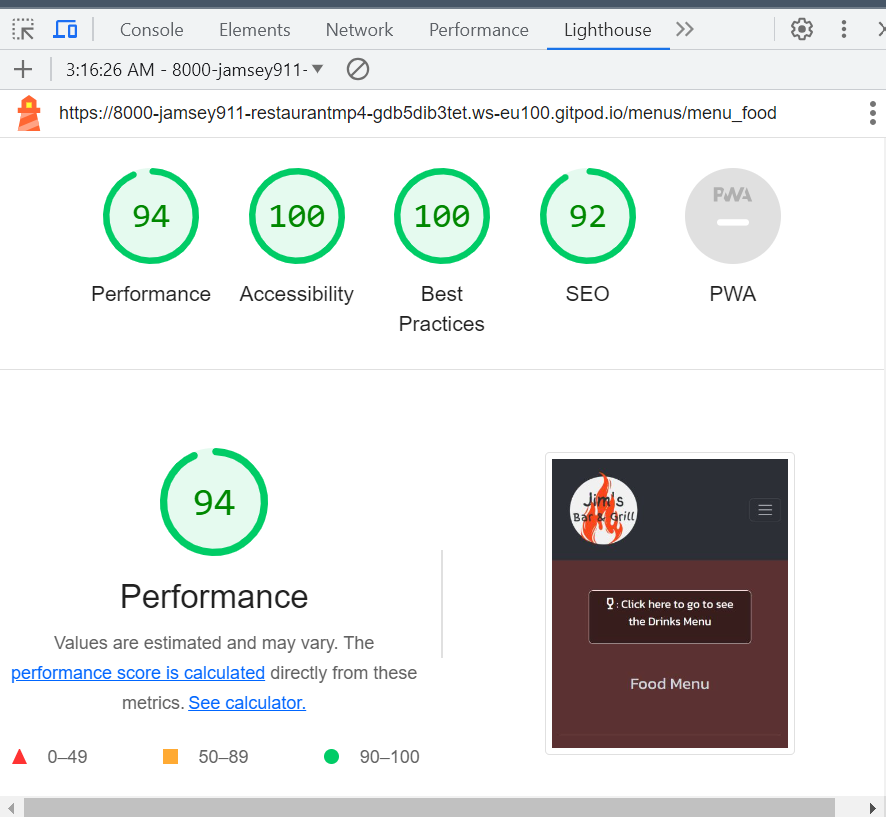 Console Elements Network Performance Lighthouse
3:16:26 AM - 8000-jamsey911-
https://8000-jamsey911-restaurantmp4-gdb5dib3tet.ws-eu100.gitpod.io/menus/menu_food
94 100 100 92 PWA
Performance Accessibility Best Practices SEO PWA
94
Performance
Values are estimated and may vary. The
performance score is calculated directly from these
metrics. See calculator.
0–49 50–89 90–100
Jim's
Bar & Grill
: Click here to go to see
the Drinks Menu
Food Menu